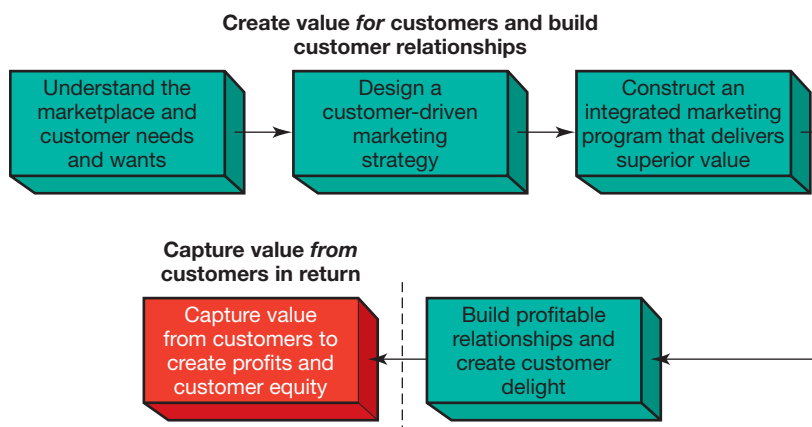 Create value for customers and build
customer relationships
Understand the
marketplace and
customer needs
and wants
Design a
customer-driven
marketing
strategy
Construct an
integrated marketing
program that delivers
superior value
Capture value from
customers in return
Capture value
from customers to
create profits and
customer equity
Build profitable
relationships and
create customer
delight